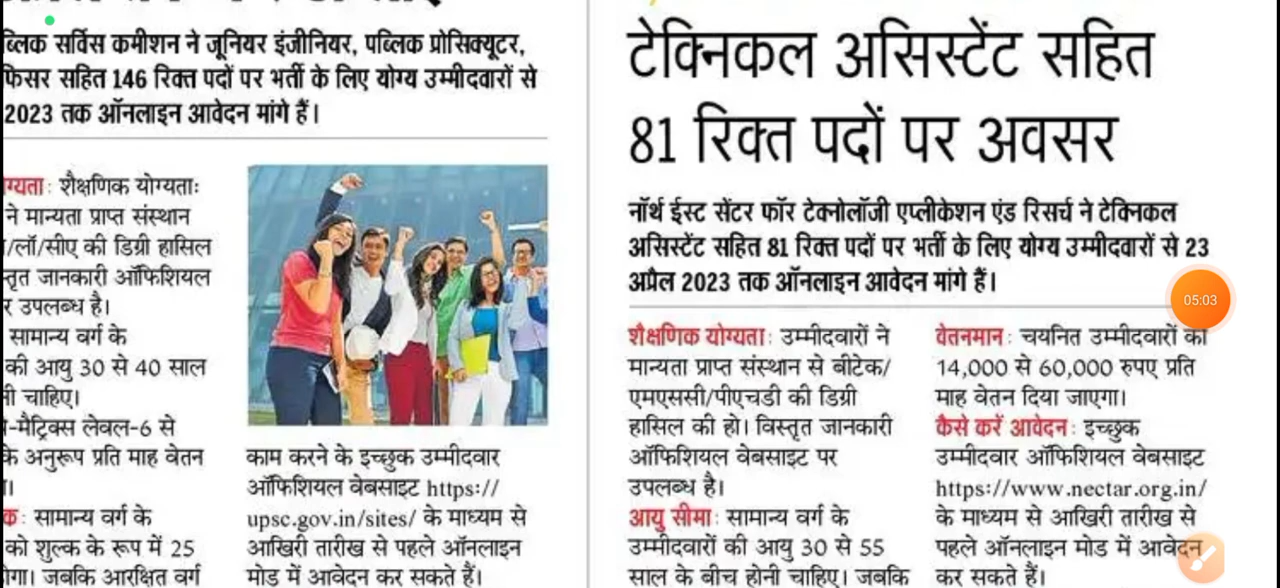 ब्लिक सर्विस कमीशन ने जूनियर इंजीनियर, पब्लिक प्रोसिक्यूटर,
फिसर सहित 146 रिक्त पदों पर भर्ती के लिए योग्य उम्मीदवारों से
2023 तक ऑनलाइन आवेदन मांगे हैं।
ग्यता: शैक्षणिक योग्यताः
ने मान्यता प्राप्त संस्थान
/लॉ/सीए की डिग्री हासिल
स्तृत जानकारी ऑफिशियल
र उपलब्ध है।
सामान्य वर्ग के
की आयु 30 से 40 साल
नी चाहिए।
-मैट्रिक्स लेवल-6 से
के अनुरूप प्रति माह वेतन
ा।
क: सामान्य वर्ग के
को शुल्क के रूप में 25
ोगा। जबकि आरक्षित वर्ग
काम करने के इच्छुक उम्मीदवार
ऑफिशियल वेबसाइट https://
upsc.gov.in/sites/ के माध्यम से
आखिरी तारीख से पहले ऑनलाइन
मोड में आवेदन कर सकते हैं।
टेक्निकल असिस्टेंट सहित
81 रिक्त पदों पर अवसर
नॉर्थ ईस्ट सेंटर फॉर टेक्नोलॉजी एप्लीकेशन एंड रिसर्च ने टेक्निकल
असिस्टेंट सहित 81 रिक्त पदों पर भर्ती के लिए योग्य उम्मीदवारों से 23
अप्रैल 2023 तक ऑनलाइन आवेदन मांगे हैं।
शैक्षणिक योग्यता: उम्मीदवारों ने
मान्यता प्राप्त संस्थान से बीटेक/
एमएससी/पीएचडी की डिग्री
हासिल की हो। विस्तृत जानकारी
ऑफिशियल वेबसाइट पर
उपलब्ध है।
आयु सीमा: सामान्य वर्ग के
उम्मीदवारों की आयु 30 से 55
साल के बीच होनी चाहिए। जबकि
वेतनमान: चयनित उम्मीदवारों को
14,000 से 60,000 रुपए प्रति
माह वेतन दिया जाएगा।
कैसे करें आवेदन: इच्छुक
उम्मीदवार ऑफिशियल वेबसाइट
https://www.nectar.org.in/
के माध्यम से आखिरी तारीख से
पहले ऑनलाइन मोड में आवेदन
कर सकते हैं।
05:03